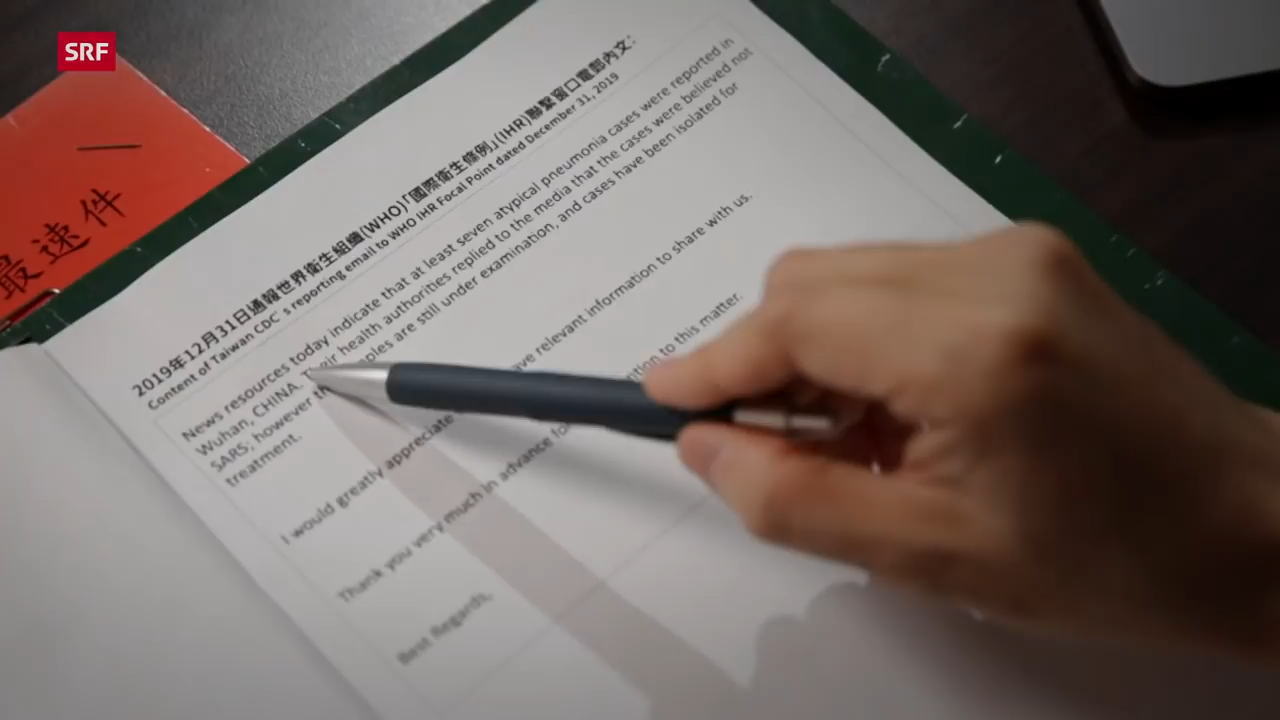 SRF
最速件
2019年12月31日通報世界衛生組織(WHO)「國際衛生條例」(IHR)聯繫窗口電郵內文:
Content of Taiwan CDC's reporting email to WHO IHR Focal Point dated December 31, 2019
News resources today indicate that at least seven atypical pneumonia cases were reported in
Wuhan, CHINA. Their health authorities replied to the media that the cases were believed not
SARS; however are still under examination, and cases have been isolated for
treatment.
I would greatly appreciate relevant information to share with us.
Thank you very much in advance to this matter.
Best Regards,